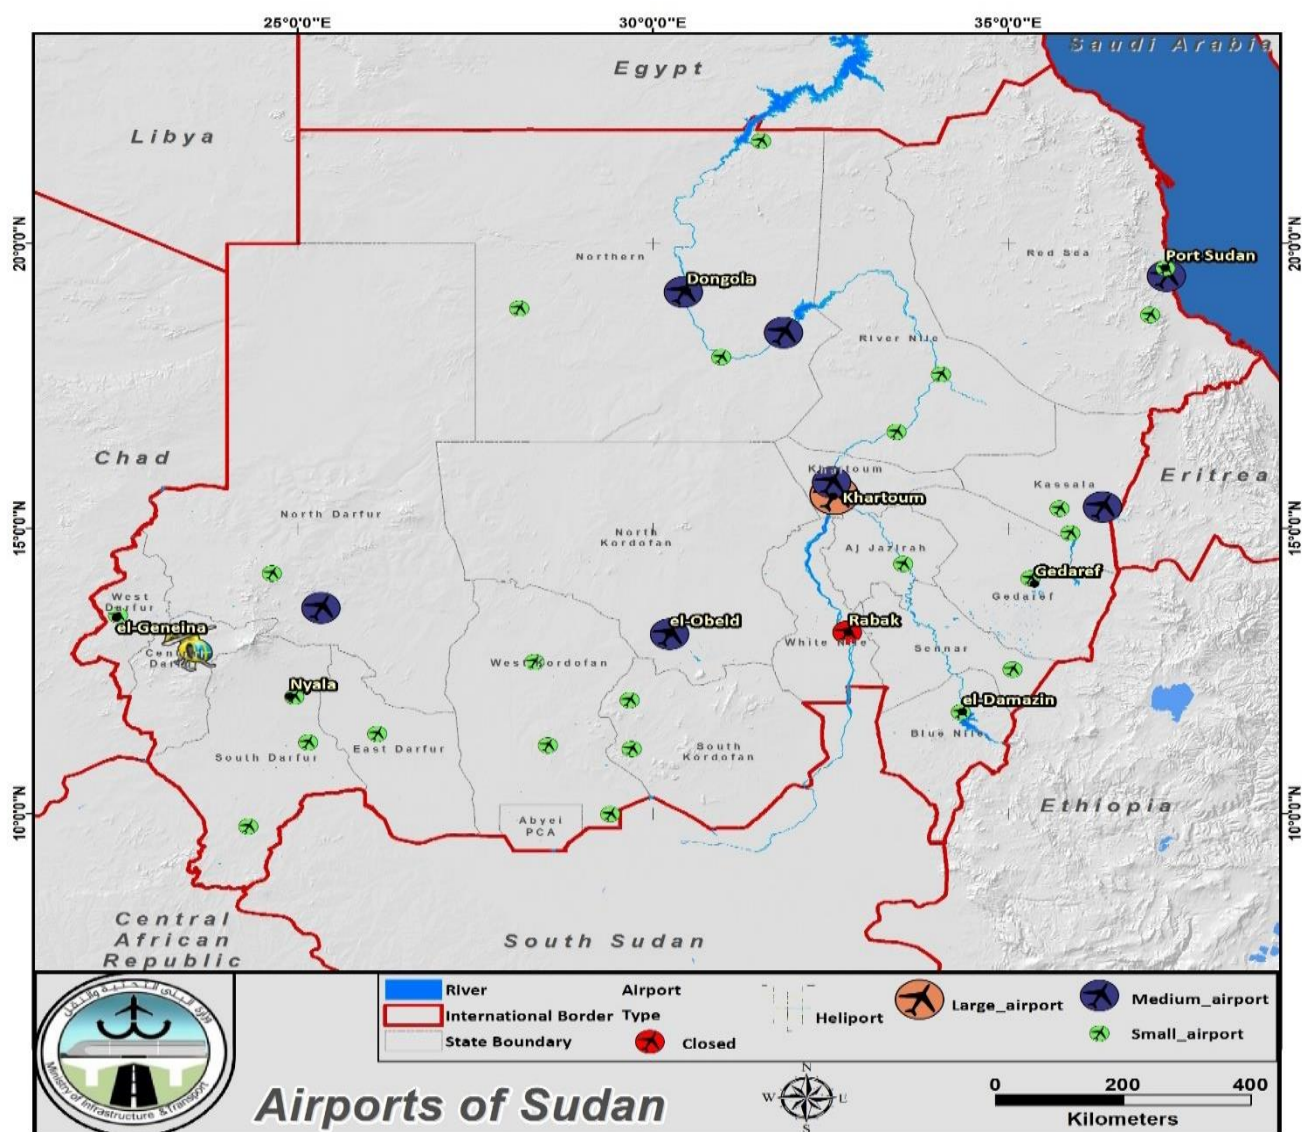 25°0'0"E 30°0'0"E 35°0'0"E
Saudi Arabia
Egypt
Libya
20°0'0"N 20°0'0"N
Northern
Red Sea
Port Sudan
Dongola
River Nile
Chad
Eritrea
Khartoum
Kassala
Khartoum
North Darfur
15°0'0"N 15°0'0"N
North
Kordofan
Aj Jazirah
Gedaref
Gedaref
West
Darfur
el-Geneina
el-Obeid
Rabak
White Nile
Sennar
West Kordofan
Nyala
el-Damazin
Blue Nile
South Darfur
East Darfur
South
Kordofan
Ethiopia
10°0'0"N 10°0'0"N
Abyei
PCA
Central
African
Republic
South Sudan
River
International Border
State Boundary
Airport
Type
Closed
Heliport
Large_airport
Medium_airport
Small_airport
وزارة البنى التحتية والنقل
Ministry of Infrastructure & Transport
Airports of Sudan
N
W
S
0 200 400
Kilometers